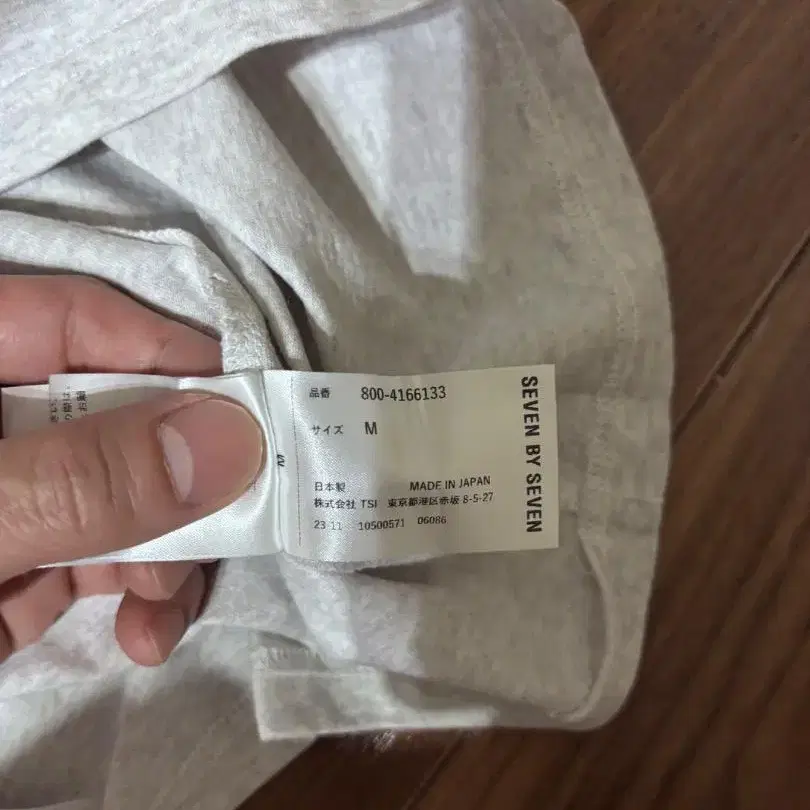 品番 800-4166133
サイズ M
日本製 MADE IN JAPAN
株式会社 TSI 東京都港区赤坂 8-5-27
23-11 10500571 06086
SEVEN BY SEVEN